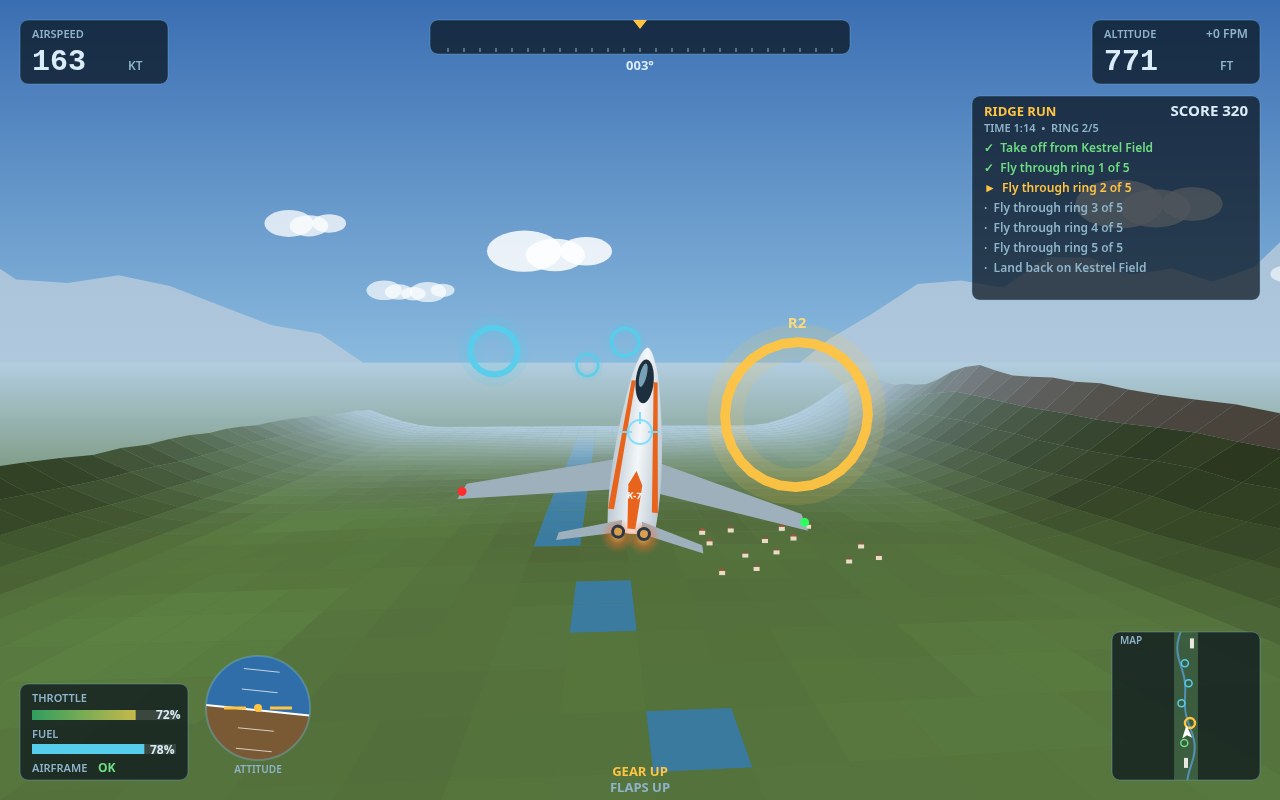 AIRSPEED
163 KT
003°
ALTITUDE +0 FPM
771 FT
RIDGE RUN SCORE 320
TIME 1:14 • RING 2/5
✓ Take off from Kestrel Field
✓ Fly through ring 1 of 5
► Fly through ring 2 of 5
· Fly through ring 3 of 5
· Fly through ring 4 of 5
· Fly through ring 5 of 5
· Land back on Kestrel Field
R2
K-7
MAP
THROTTLE
72%
FUEL
78%
AIRFRAME OK
ATTITUDE
GEAR UP
FLAPS UP